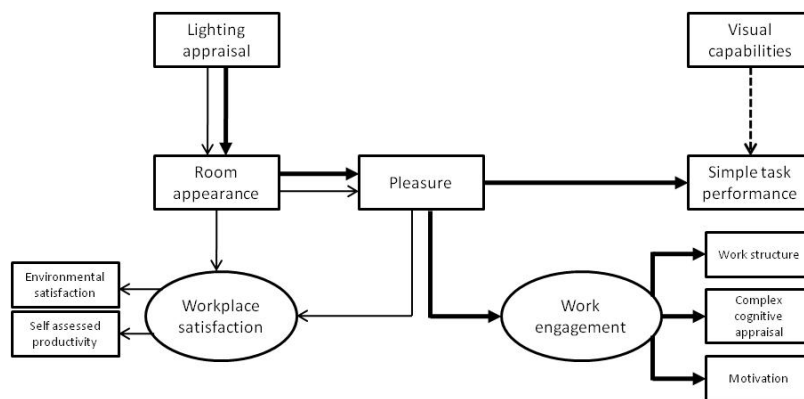 Lighting
appraisal
Visual
capabilities
Room
appearance
Pleasure
Simple task
performance
Environmental
satisfaction
Self assessed
productivity
Workplace
satisfaction
Work
engagement
Work structure
Complex
cognitive
appraisal
Motivation